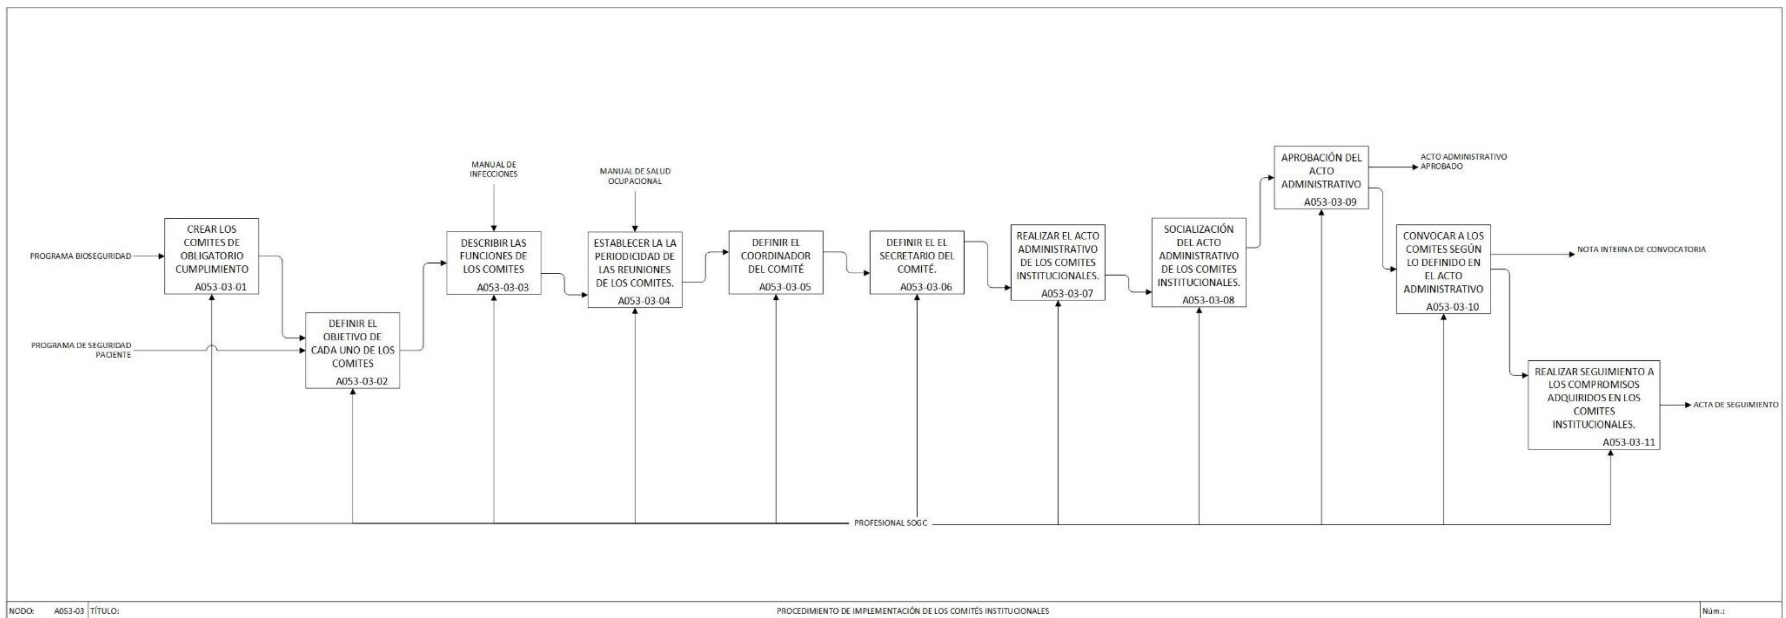 PROGRAMA BIOSEGURIDAD
PROGRAMA DE SEGURIDAD
PACIENTE
CREAR LOS
COMITES DE
OBLIGATORIO
CUMPLIMIENTO
A053-03-01
DEFINIR EL
OBJETIVO DE
CADA UNO DE LOS
COMITES
A053-03-02
MANUAL DE
INFECCIONES
DESCRIBIR LAS
FUNCIONES DE
LOS COMITES
A053-03-03
MANUAL DE SALUD
OCUPACIONAL
ESTABLECER LA LA
PERIODICIDAD DE
LAS REUNIONES
DE LOS COMITES.
A053-03-04
DEFINIR EL
COORDINADOR
DEL COMITÉ
A053-03-05
DEFINIR EL EL
SECRETARIO DEL
COMITÉ.
A053-03-06
REALIZAR EL ACTO
ADMINISTRATIVO
DE LOS COMITES
INSTITUCIONALES.
A053-03-07
SOCIALIZACIÓN
DEL ACTO
ADMINISTRATIVO
DE LOS COMITES
INSTITUCIONALES.
A053-03-08
APROBACIÓN DEL
ACTO
ADMINISTRATIVO
A053-03-09
ACTO ADMINISTRATIVO
APROBADO
CONVOCAR A LOS
COMITES SEGÚN
LO DEFINIDO EN
EL ACTO
ADMINISTRATIVO
A053-03-10
NOTA INTERNA DE CONVOCATORIA
REALIZAR SEGUIMIENTO A
LOS COMPROMISOS
ADQUIRIDOS EN LOS
COMITES
INSTITUCIONALES.
A053-03-11
ACTA DE SEGUIMIENTO
PROFESIONAL SOGC
NODO: A053-03 TÍTULO: PROCEDIMIENTO DE IMPLEMENTACIÓN DE LOS COMITÉS INSTITUCIONALES Núm.: